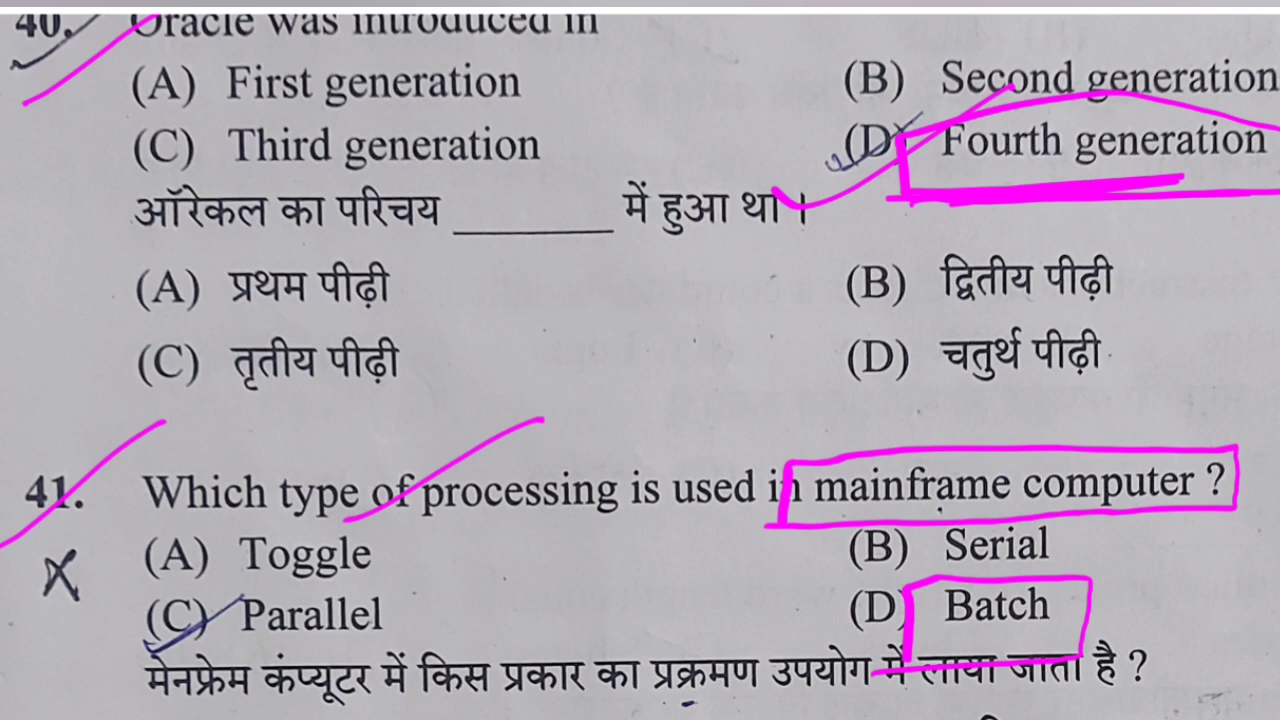 40. Oracle was introduced in
(A) First generation (B) Second generation
(C) Third generation (D) Fourth generation
ऑरेकल का परिचय ________ में हुआ था ।
(A) प्रथम पीढ़ी (B) द्वितीय पीढ़ी
(C) तृतीय पीढ़ी (D) चतुर्थ पीढ़ी
41. Which type of processing is used in mainframe computer ?
(A) Toggle (B) Serial
(C) Parallel (D) Batch
मेनफ्रेम कंप्यूटर में किस प्रकार का प्रक्रमण उपयोग में लाया जाता है ?